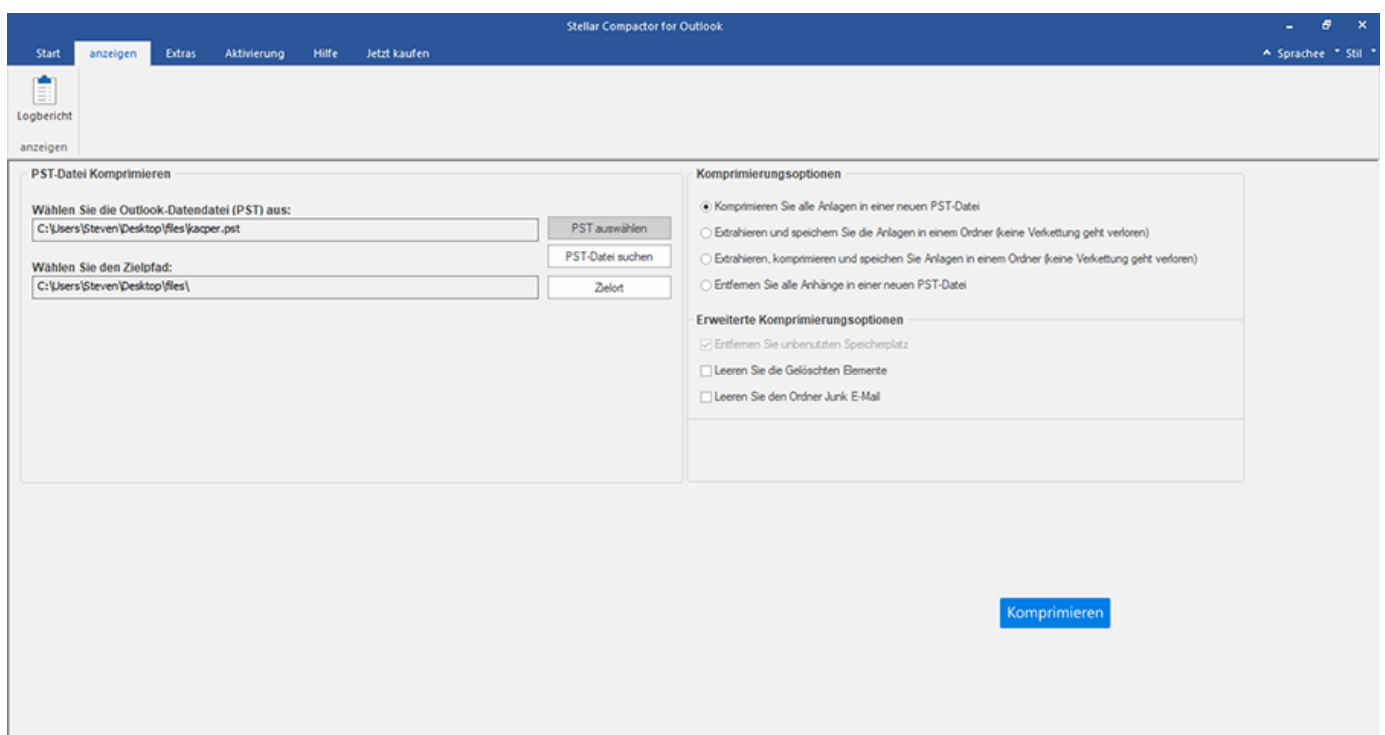 Stellar Compactor for Outlook
Start anzeigen Extras Aktivierung Hilfe Jetzt kaufen Sprachee Stil
Logbericht
anzeigen
PST-Datei Komprimieren
Wählen Sie die Outlook-Datendatei (PST) aus:
C:\Users\Steven\Desktop\files\kacper.pst
PST auswählen
PST-Datei suchen
Wählen Sie den Zielpfad:
C:\Users\Steven\Desktop\files\
Zielort
Komprimierungsoptionen
Komprimieren Sie alle Anlagen in einer neuen PST-Datei
Extrahieren und speichern Sie die Anlagen in einem Ordner (keine Verkettung geht verloren)
Extrahieren, komprimieren und speichen Sie Anlagen in einem Ordner (keine Verkettung geht verloren)
Entfernen Sie alle Anhänge in einer neuen PST-Datei
Erweiterte Komprimierungsoptionen
Entfernen Sie unbenutzten Speicherplatz
Leeren Sie die Gelöschten Elemente
Leeren Sie den Ordner Junk E-Mail
Komprimieren